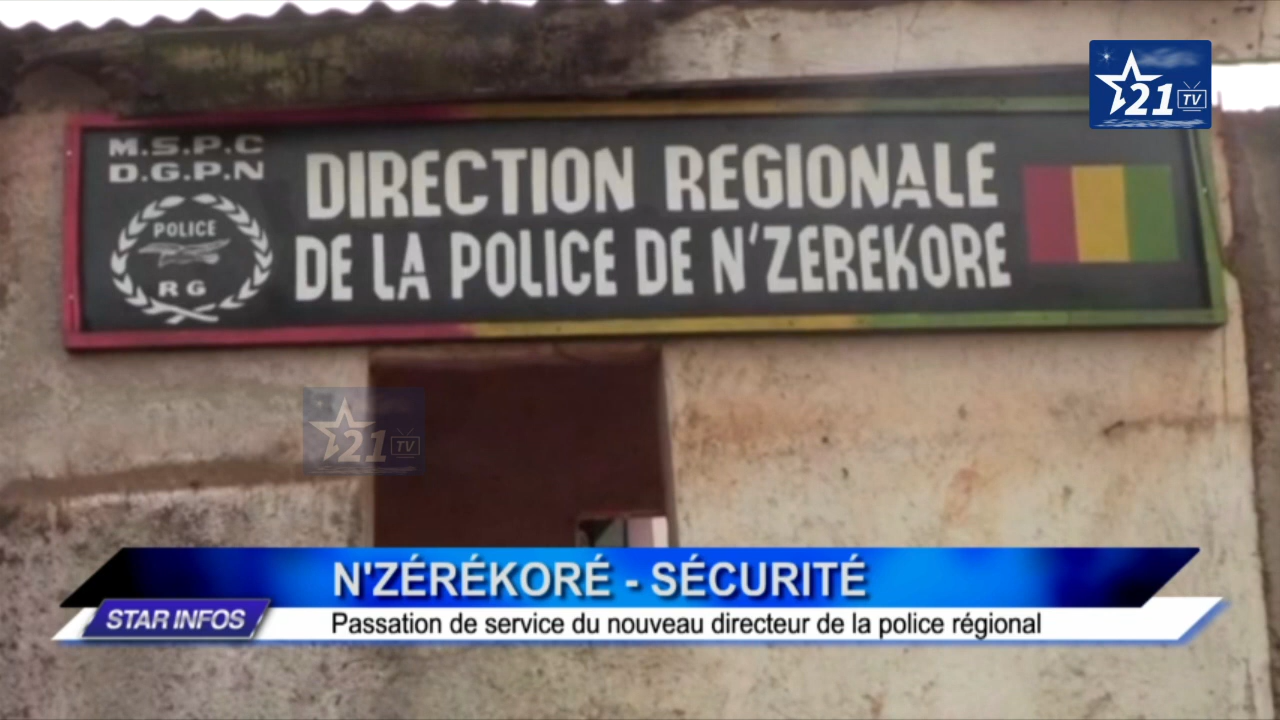 21 TV
M.S.P.C
D.G.P.N
POLICE
RG
DIRECTION REGIONALE
DE LA POLICE DE N'ZEREKORE
21 TV
N'ZÉRÉKORÉ - SÉCURITÉ
STAR INFOS
Passation de service du nouveau directeur de la police régional